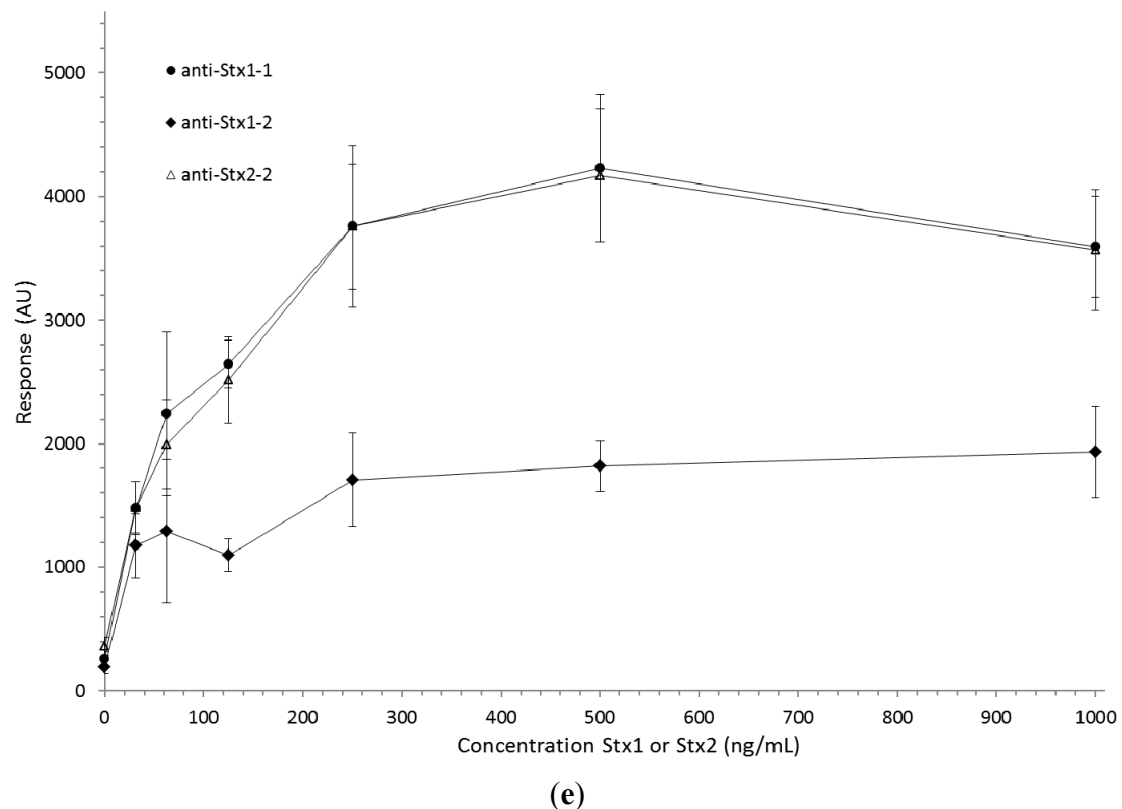 5000
4000
3000
2000
1000
0
Response (AU)
anti-Stx1-1
anti-Stx1-2
anti-Stx2-2
0 100 200 300 400 500 600 700 800 900 1000
Concentration Stx1 or Stx2 (ng/mL)
(e)